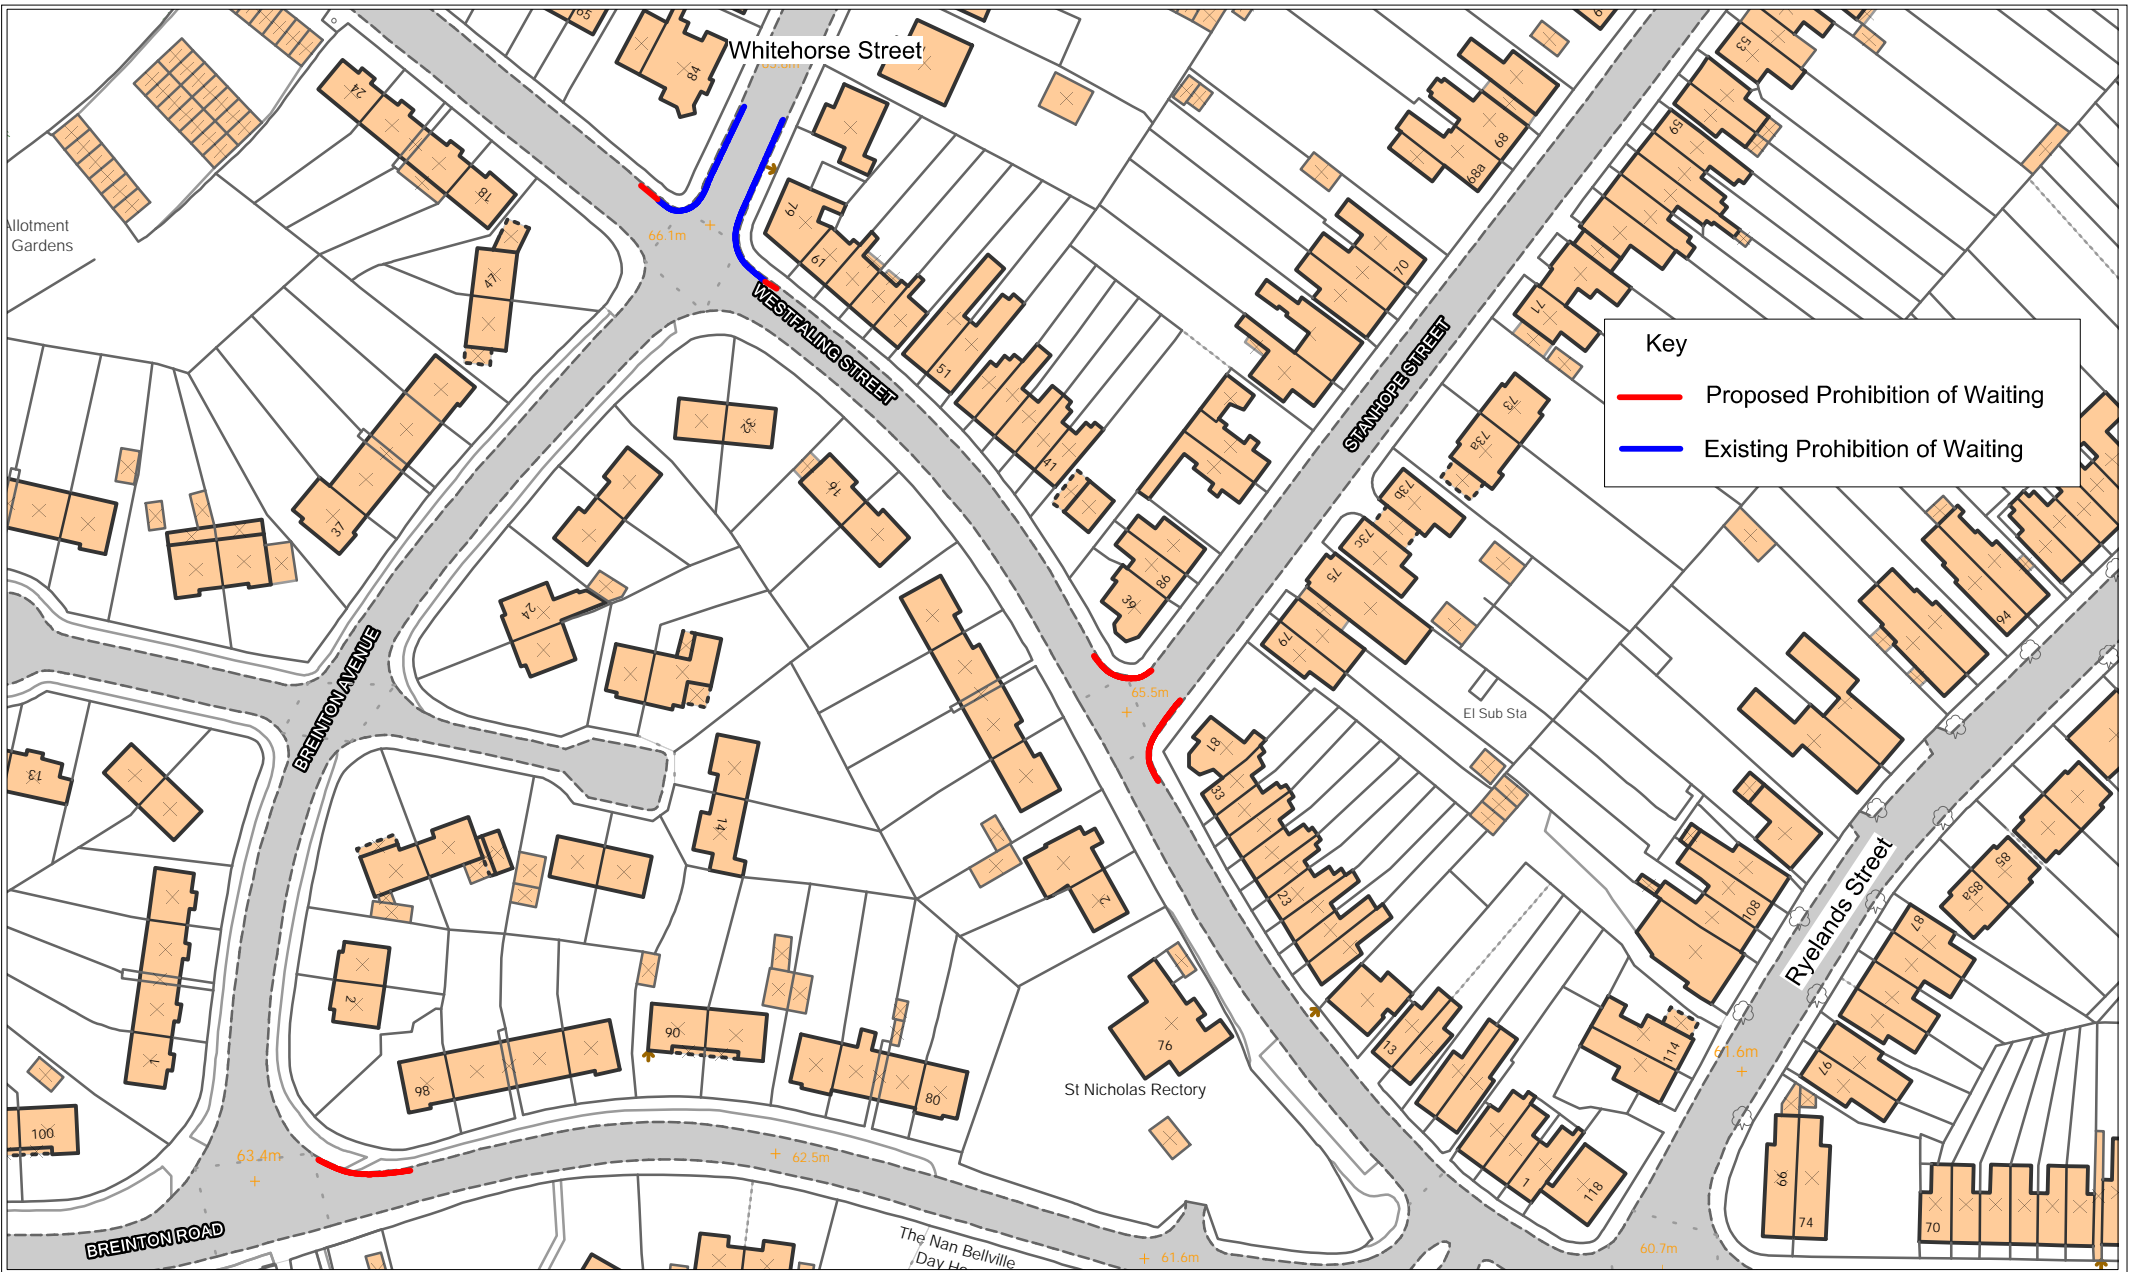 65
84
Whitehorse Street
53
24
18
59
68
68a
Allotment
Gardens
66.1m
79
61
47
70
71
WESTFALING STREET
51
STANHOPE STREET
Key
Proposed Prohibition of Waiting
Existing Prohibition of Waiting
32
73
73a
41
16
37
73b
73c
75
98
39
24
79
94
BREINTON AVENUE
65.5m
El Sub Sta
81
13
33
14
85
85a
23
2
108
87
Ryelands Street
2
90
76
13
114
61.6m
97
1
98
80
St Nicholas Rectory
100
63.4m
62.5m
66
1
118
74
70
BREINTON ROAD
The Nan Bellville
61.6m
60.7m